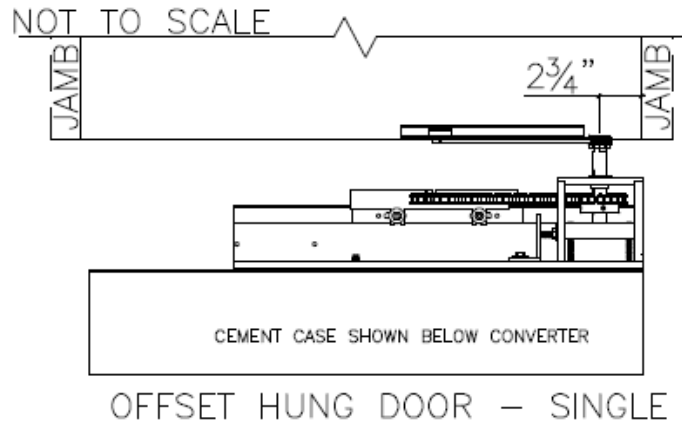 NOT TO SCALE
JAMB
JAMB
2¾"
CEMENT CASE SHOWN BELOW CONVERTER
OFFSET HUNG DOOR – SINGLE